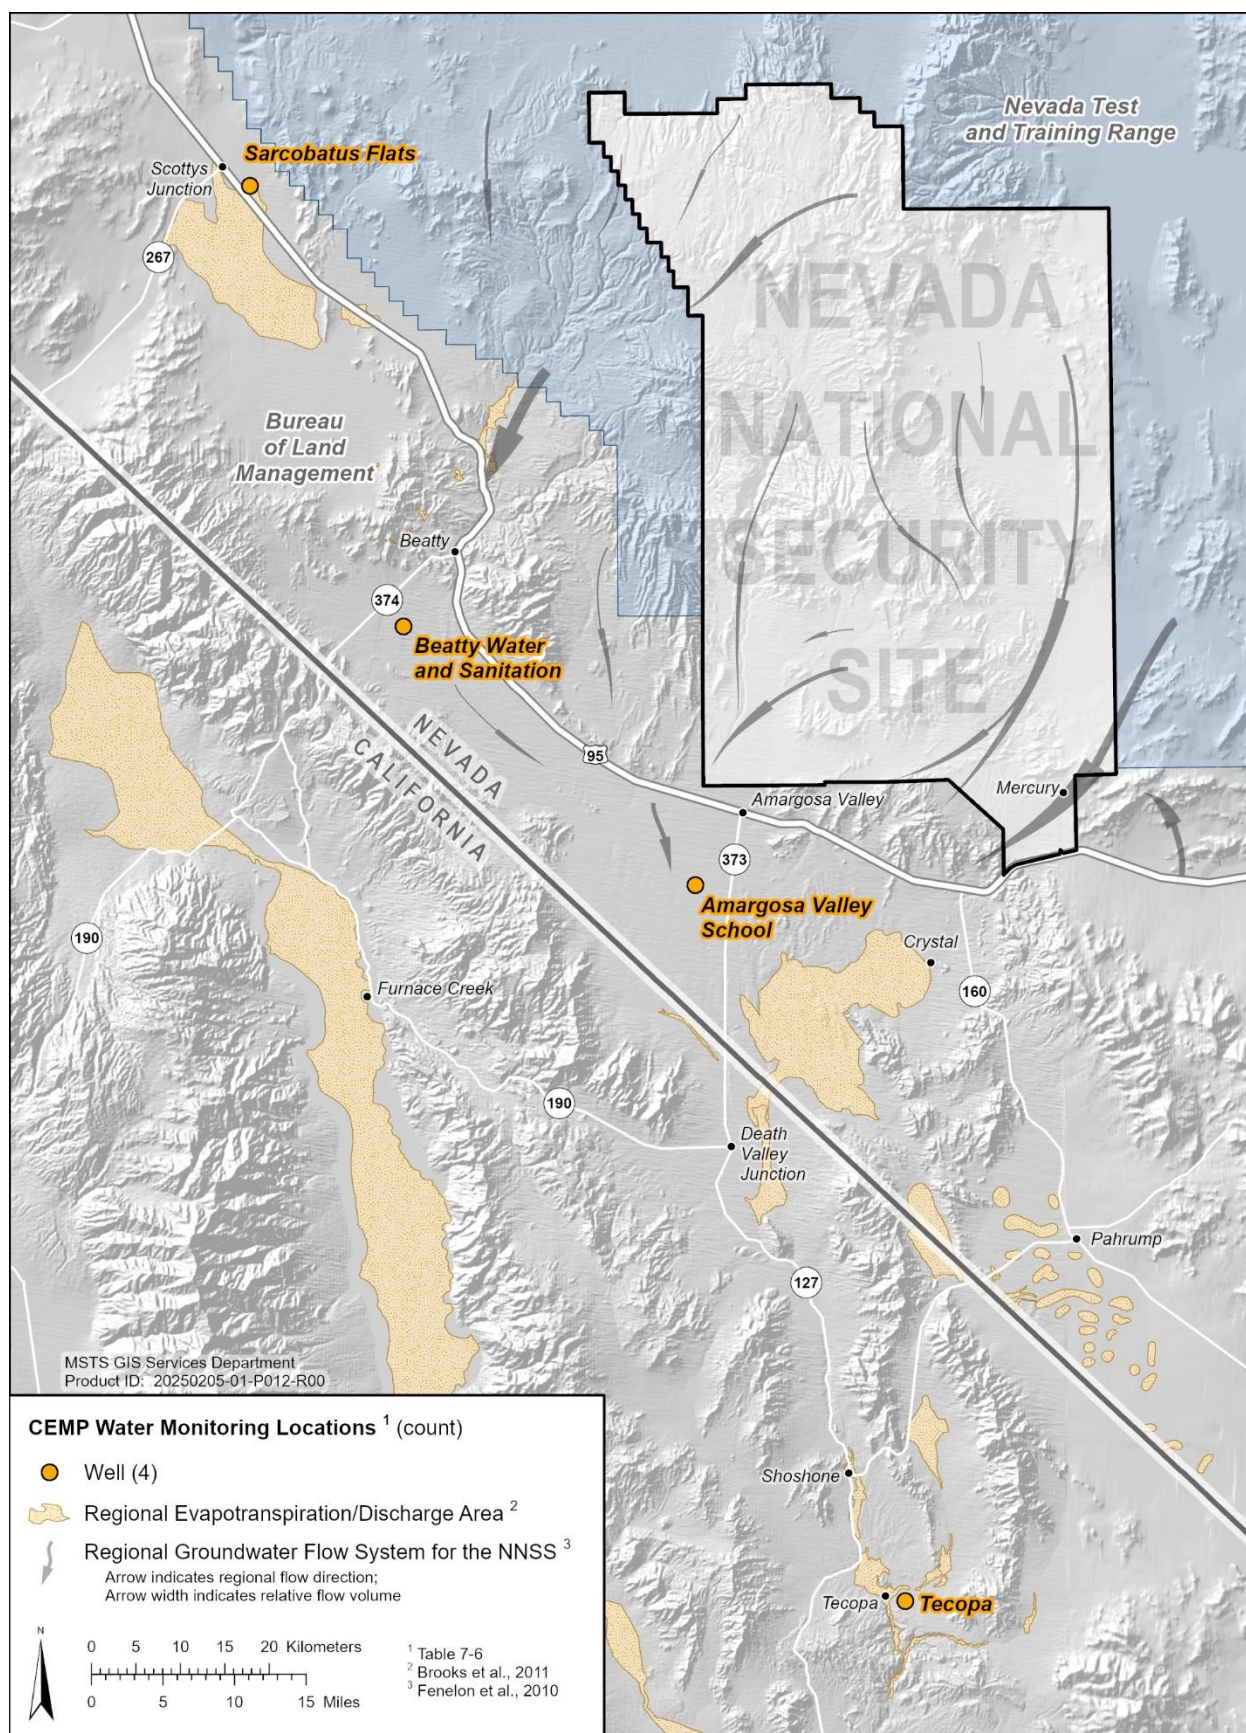 Nevada Test
and Training Range
Sarcobatus Flats
Scottys
Junction
267
NEVADA
NATIONAL
SECURITY
SITE
Bureau
of Land
Management
Beatty
374
Beatty Water
and Sanitation
NEVADA
CALIFORNIA
95
Mercury
Amargosa Valley
373
Amargosa Valley
School
190
Crystal
Furnace Creek
160
190
Death
Valley
Junction
Pahrump
127
Shoshone
Tecopa
Tecopa
MSTS GIS Services Department
Product ID: 20250205-01-P012-R00
CEMP Water Monitoring Locations 1 (count)
Well (4)
Regional Evapotranspiration/Discharge Area 2
Regional Groundwater Flow System for the NNSS 3
Arrow indicates regional flow direction;
Arrow width indicates relative flow volume
N
0 5 10 15 20 Kilometers
0 5 10 15 Miles
1 Table 7-6
2 Brooks et al., 2011
3 Fenelon et al., 2010